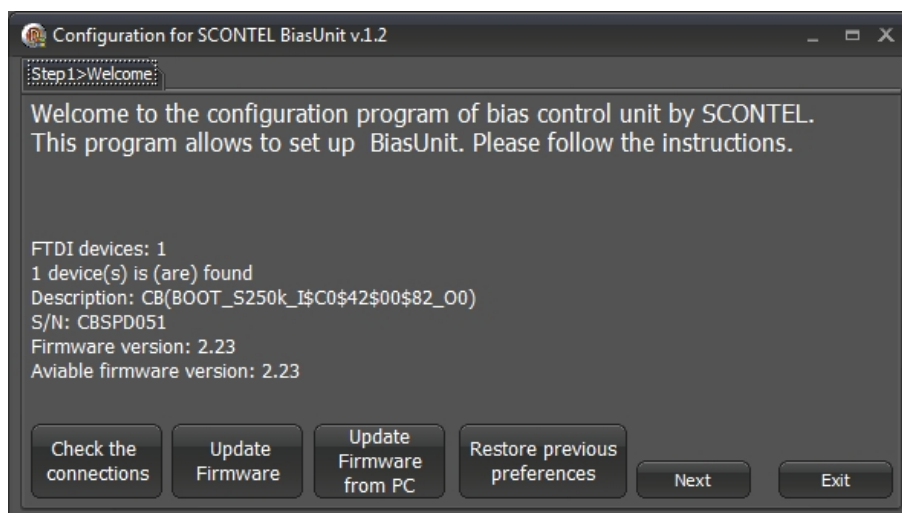 Configuration for SCONTEL BiasUnit v.1.2
Step1>Welcome
Welcome to the configuration program of bias control unit by SCONTEL.
This program allows to set up BiasUnit. Please follow the instructions.
FTDI devices: 1
1 device(s) is (are) found
Description: CB(BOOT_S250k_I$C0$42$00$82_O0)
S/N: CBSPD051
Firmware version: 2.23
Aviable firmware version: 2.23
Check the
connections
Update
Firmware
Update
Firmware
from PC
Restore previous
preferences
Next
Exit